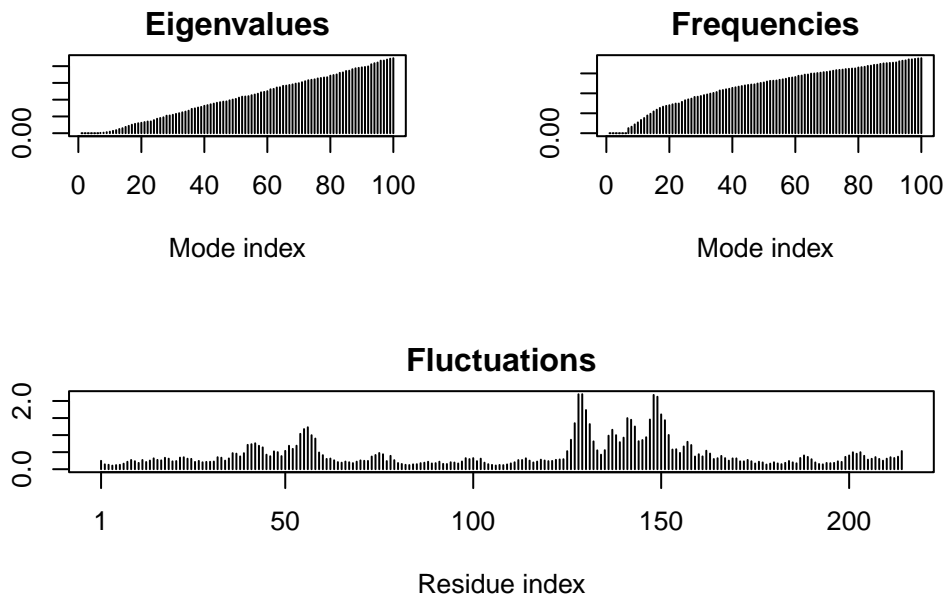 Eigenvalues
0.00
0 20 40 60 80 100
Mode index
Frequencies
0.00
0 20 40 60 80 100
Mode index
Fluctuations
2.0
0.0
1 50 100 150 200
Residue index